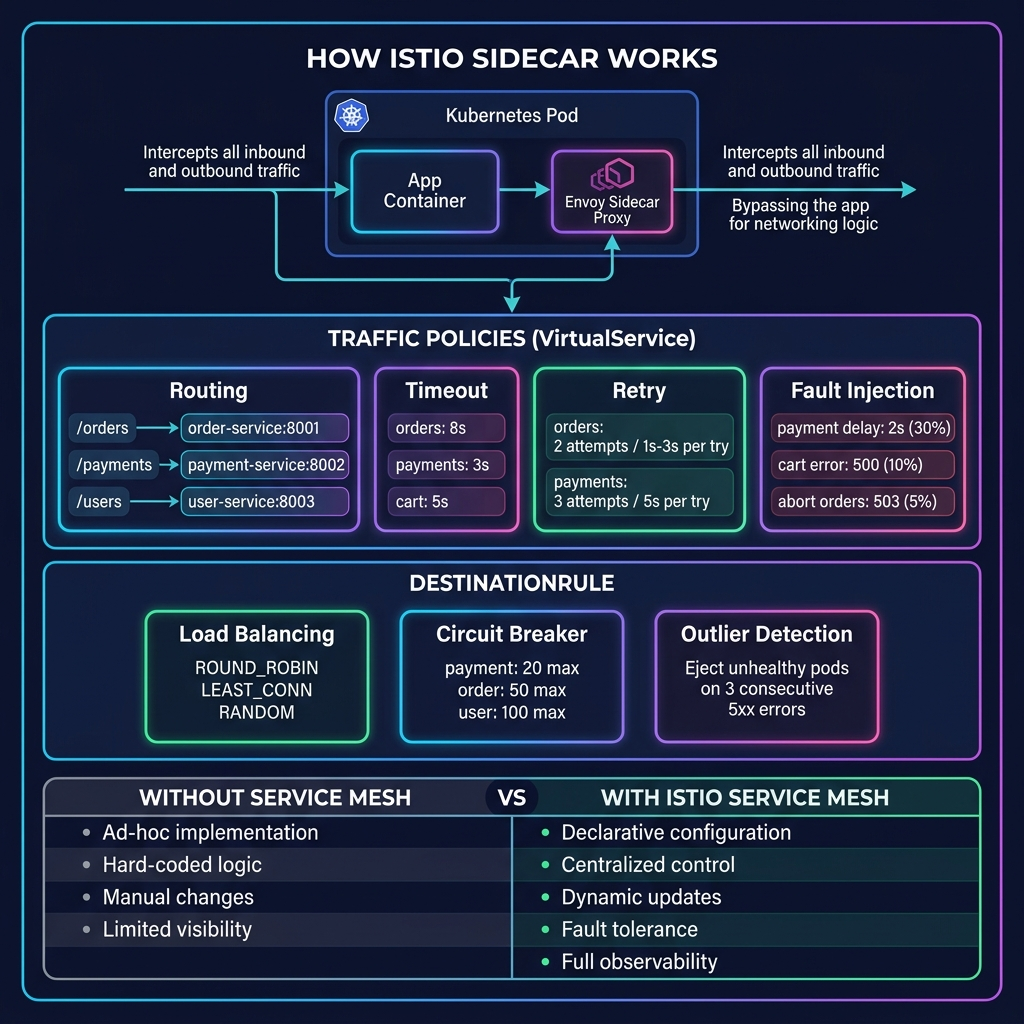 HOW ISTIO SIDECAR WORKS
Kubernetes Pod
Intercepts all inbound
and outbound traffic
App
Container
Envoy Sidecar
Proxy
Intercepts all inbound
and outbound traffic
Bypassing the app
for networking logic
TRAFFIC POLICIES (VirtualService)
Routing
/orders
order-service:8001
/payments
payment-service:8002
/users
user-service:8003
Timeout
orders: 8s
payments: 3s
cart: 5s
Retry
orders:
2 attempts / 1s-3s per try
payments:
3 attempts / 5s per try
Fault Injection
payment delay: 2s (30%)
cart error: 500 (10%)
abort orders: 503 (5%)
DESTINATIONRULE
Load Balancing
ROUND_ROBIN
LEAST_CONN
RANDOM
Circuit Breaker
payment: 20 max
order: 50 max
user: 100 max
Outlier Detection
Eject unhealthy pods
on 3 consecutive
5xx errors
WITHOUT SERVICE MESH
VS
WITH ISTIO SERVICE MESH
• Ad-hoc implementation
• Hard-coded logic
• Manual changes
• Limited visibility
• Declarative configuration
• Centralized control
• Dynamic updates
• Fault tolerance
• Full observability